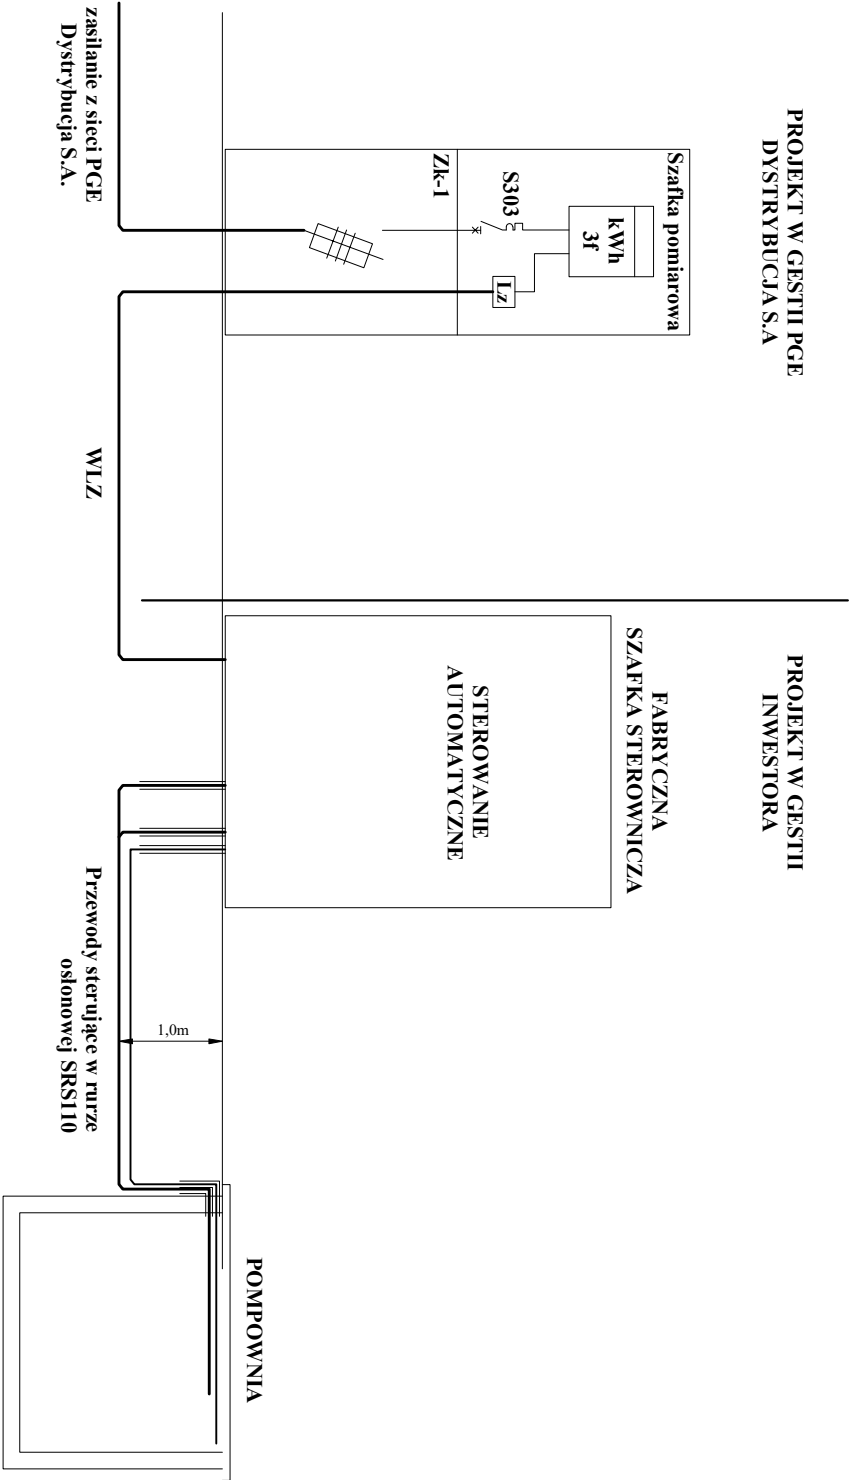 PROJEKT W GESTII PGE
DYSTRYBUCJA S.A
PROJEKT W GESTII
INWESTORA
Szafka pomiarowa
kWh
3f
S303
Lz
Zk-1
FABRYCZNA
SZAFKA STEROWNICZA
STEROWANIE
AUTOMATYCZNE
POMPOWNIA
1,0m
zasilanie z sieci PGE
Dystrybucja S.A.
WLZ
Przewody sterujące w rurze
osłonowej SRS110